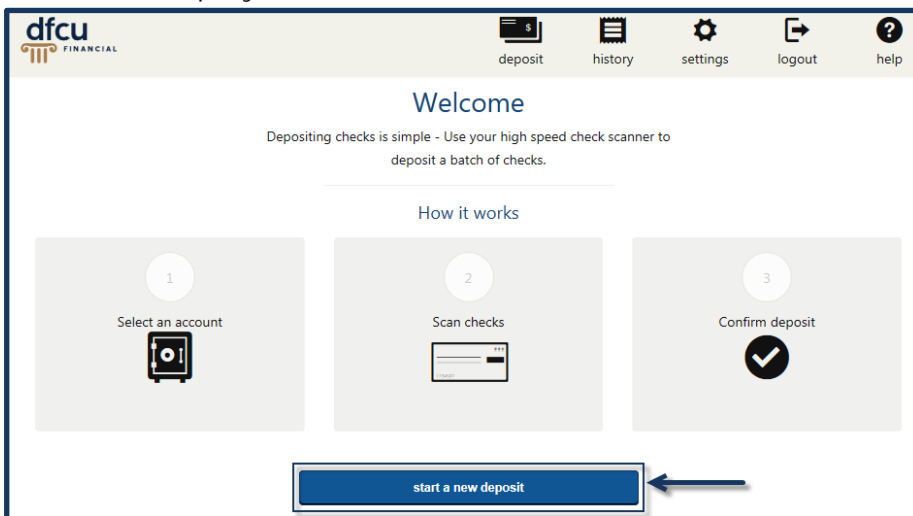 dfcu
FINANCIAL
deposit
history
settings
logout
help
Welcome
Depositing checks is simple - Use your high speed check scanner to
deposit a batch of checks.
How it works
1
Select an account
2
Scan checks
3
Confirm deposit
start a new deposit